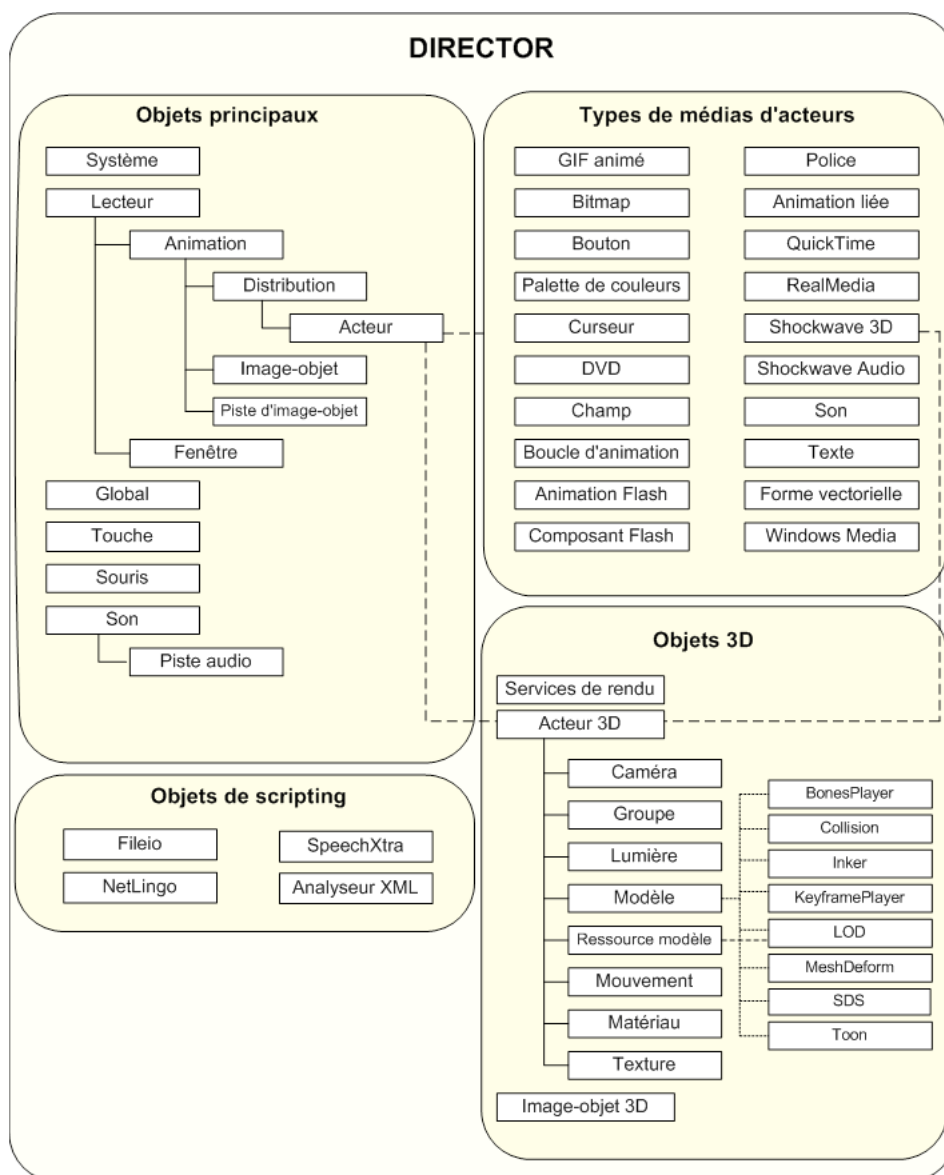 DIRECTOR
Objets principaux
Système
Lecteur
Animation
Distribution
Acteur
Image-objet
Piste d'image-objet
Fenêtre
Global
Touche
Souris
Son
Piste audio
Types de médias d'acteurs
GIF animé
Bitmap
Bouton
Palette de couleurs
Curseur
DVD
Champ
Boucle d'animation
Animation Flash
Composant Flash
Police
Animation liée
QuickTime
RealMedia
Shockwave 3D
Shockwave Audio
Son
Texte
Forme vectorielle
Windows Media
Objets de scripting
Fileio
NetLingo
SpeechXtra
Analyseur XML
Objets 3D
Services de rendu
Acteur 3D
Caméra
Groupe
Lumière
Modèle
Ressource modèle
Mouvement
Matériau
Texture
BonesPlayer
Collision
Inker
KeyframePlayer
LOD
MeshDeform
SDS
Toon
Image-objet 3D